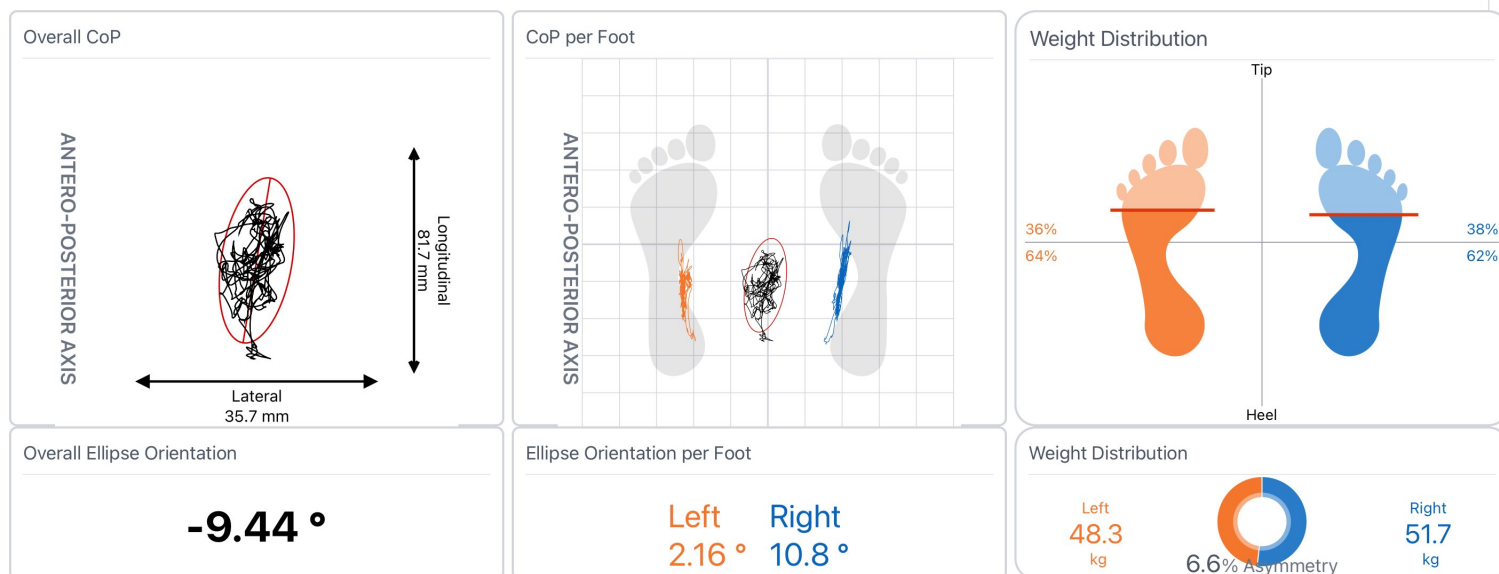 Overall CoP
ANTERO-POSTERIOR AXIS
Longitudinal
81.7 mm
Lateral
35.7 mm
CoP per Foot
ANTERO-POSTERIOR AXIS
Weight Distribution
Tip
36%
64%
38%
62%
Heel
Overall Ellipse Orientation
-9.44 °
Ellipse Orientation per Foot
Left
2.16 °
Right
10.8 °
Weight Distribution
Left
48.3
kg
Right
51.7
kg
6.6% Asymmetry